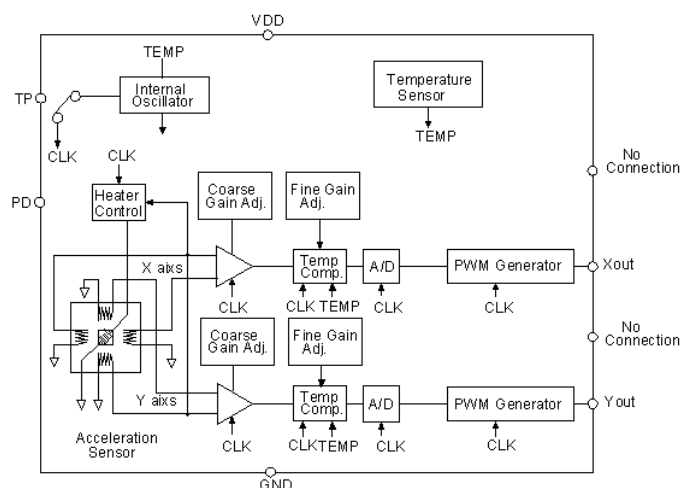 VDD
TEMP
TP
Internal
Oscillator
Temperature
Sensor
TEMP
CLK
CLK
No
Connection
PD
Heater
Control
Coarse
Gain Adj.
Fine Gain
Adj.
X aixs
Temp
Comp.
A/D
PWM Generator
Xout
CLK
CLK
TEMP
CLK
CLK
Coarse
Gain Adj.
Fine Gain
Adj.
No
Connection
Y aixs
Temp
Comp.
A/D
PWM Generator
Yout
CLK
CLK
TEMP
CLK
CLK
Acceleration
Sensor
GND